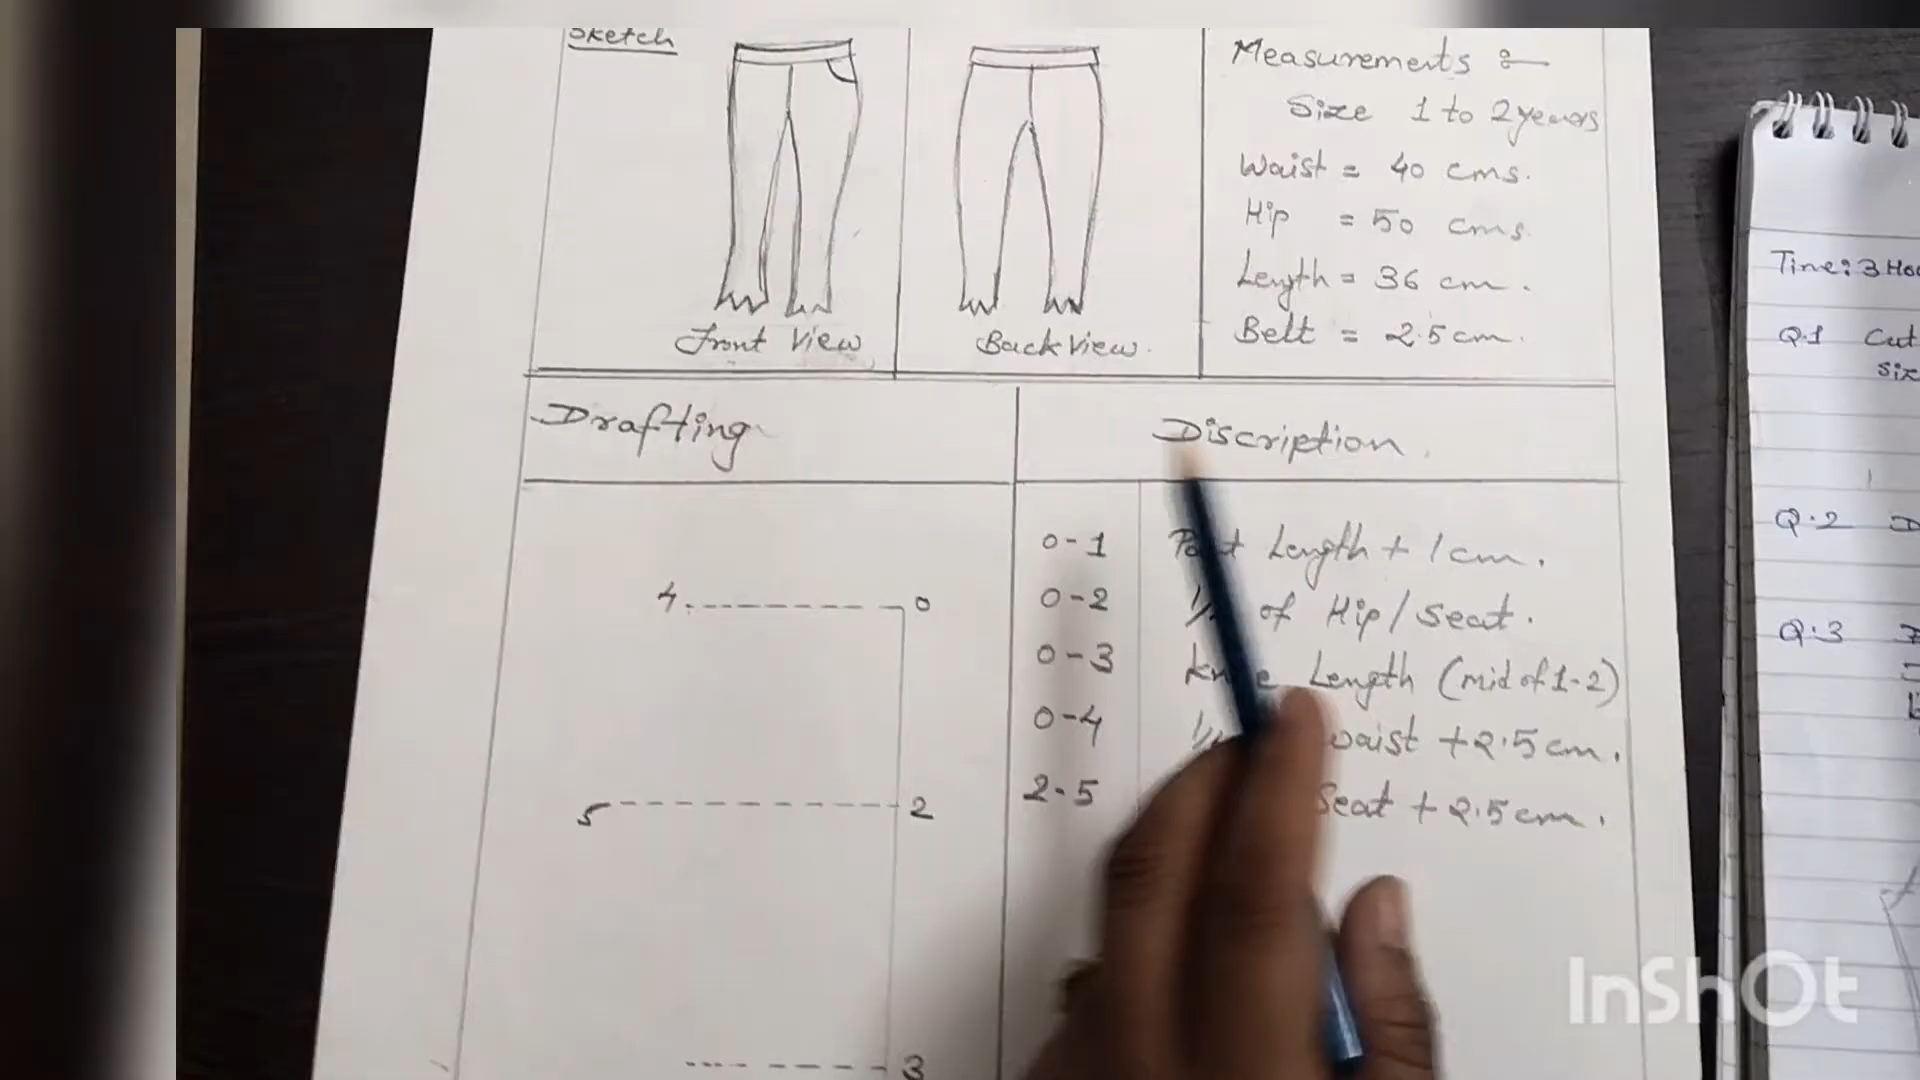 Sketch
Front View
Back View.
Measurements :-
Size 1 to 2 years
Waist = 40 cms.
Hip = 50 cms.
Length = 36 cm.
Belt = 2.5 cm.
Drafting
Discription
4 0
5 2
3
0-1 Length + 1 cm.
0-2 of Hip/Seat.
0-3 Length (mid of 1-2)
0-4 waist + 2.5 cm.
2-5 Seat + 2.5 cm.
Time: 3
Q.1 Cut
Q.2
Q.3
InShOt